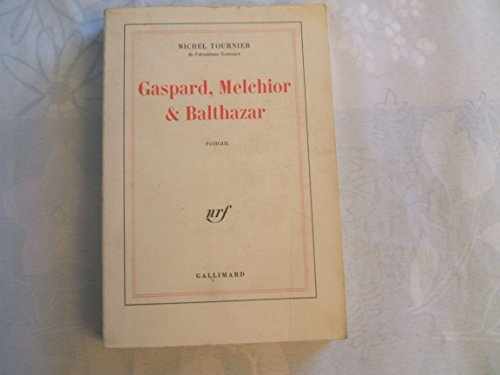 MICHEL TOURNIER
de l'Académie Goncourt
Gaspard, Melchior
& Balthazar
roman
nrf
GALLIMARD